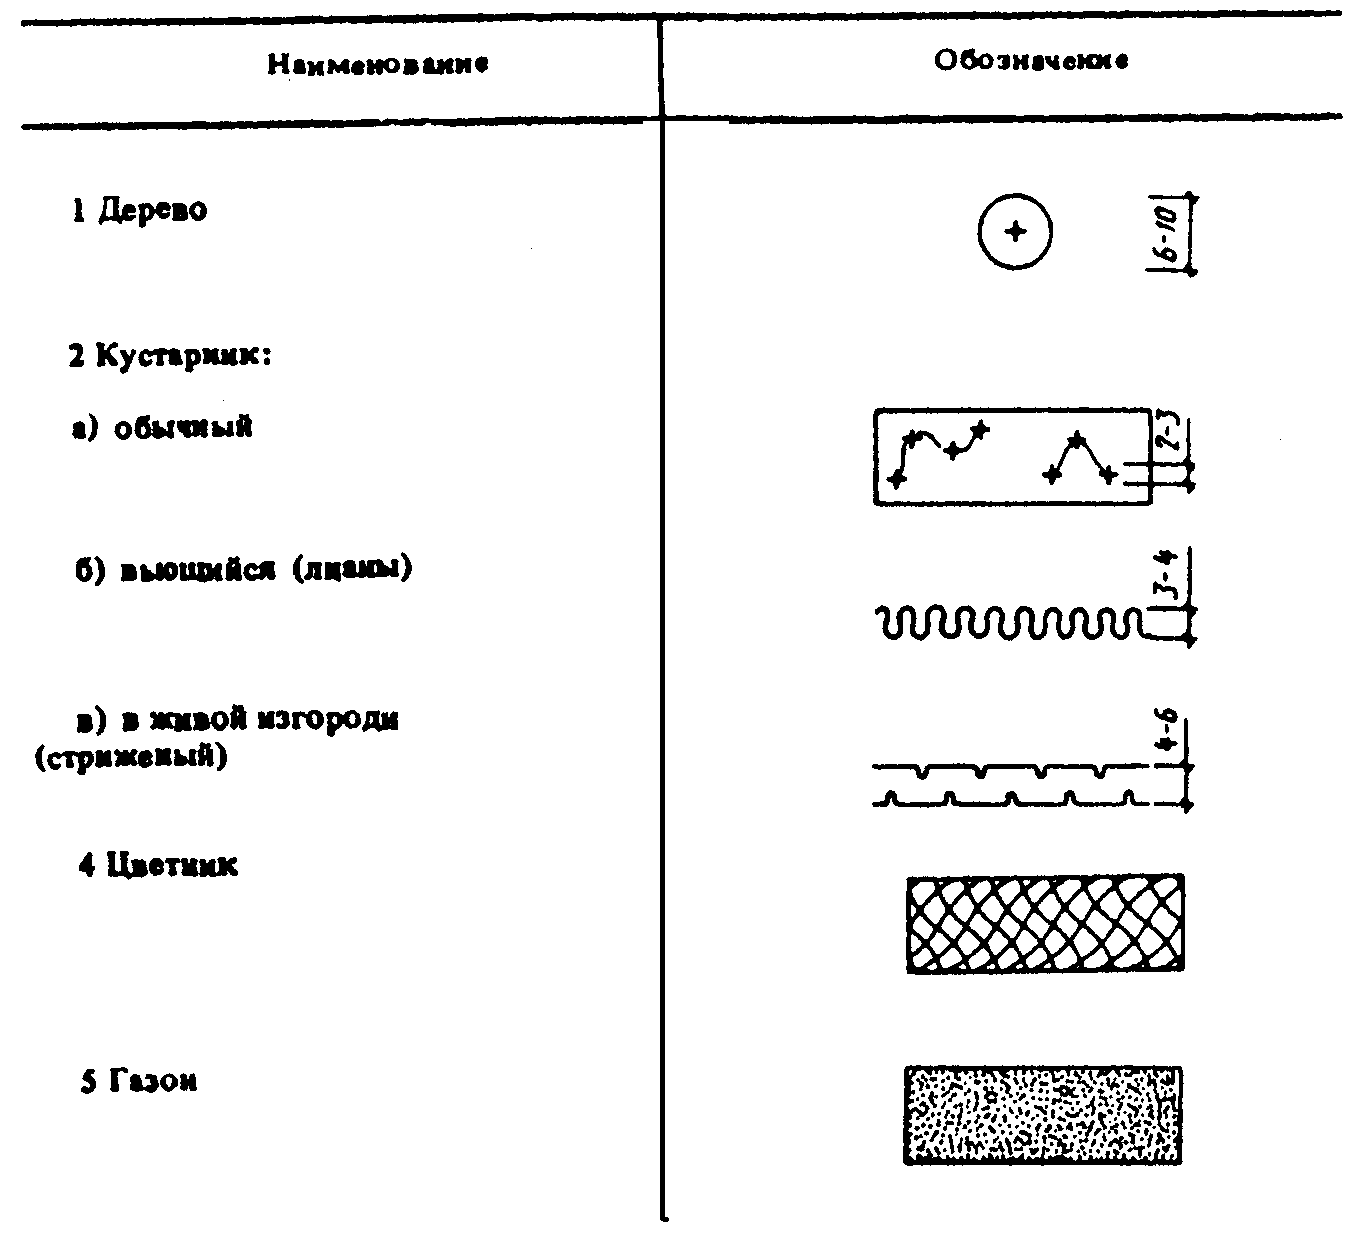 Наименование
Обозначение
1 Дерево
6-10
2 Кустарник:
а) обычный
2-3
б) вьющийся (лианы)
3-4
в) в живой изгороди
(стриженый)
4-6
4 Цветник
5 Газон